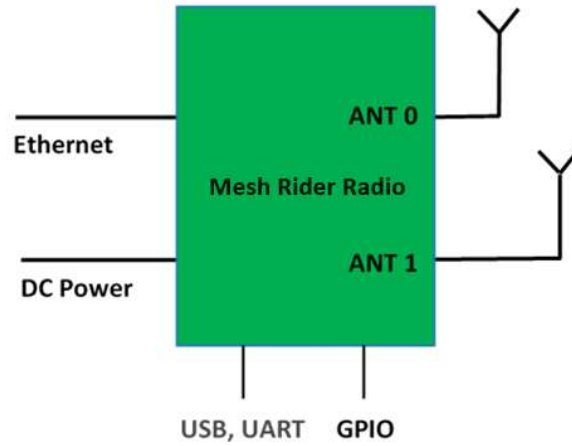 ANT 0
Ethernet
Mesh Rider Radio
ANT 1
DC Power
USB, UART GPIO